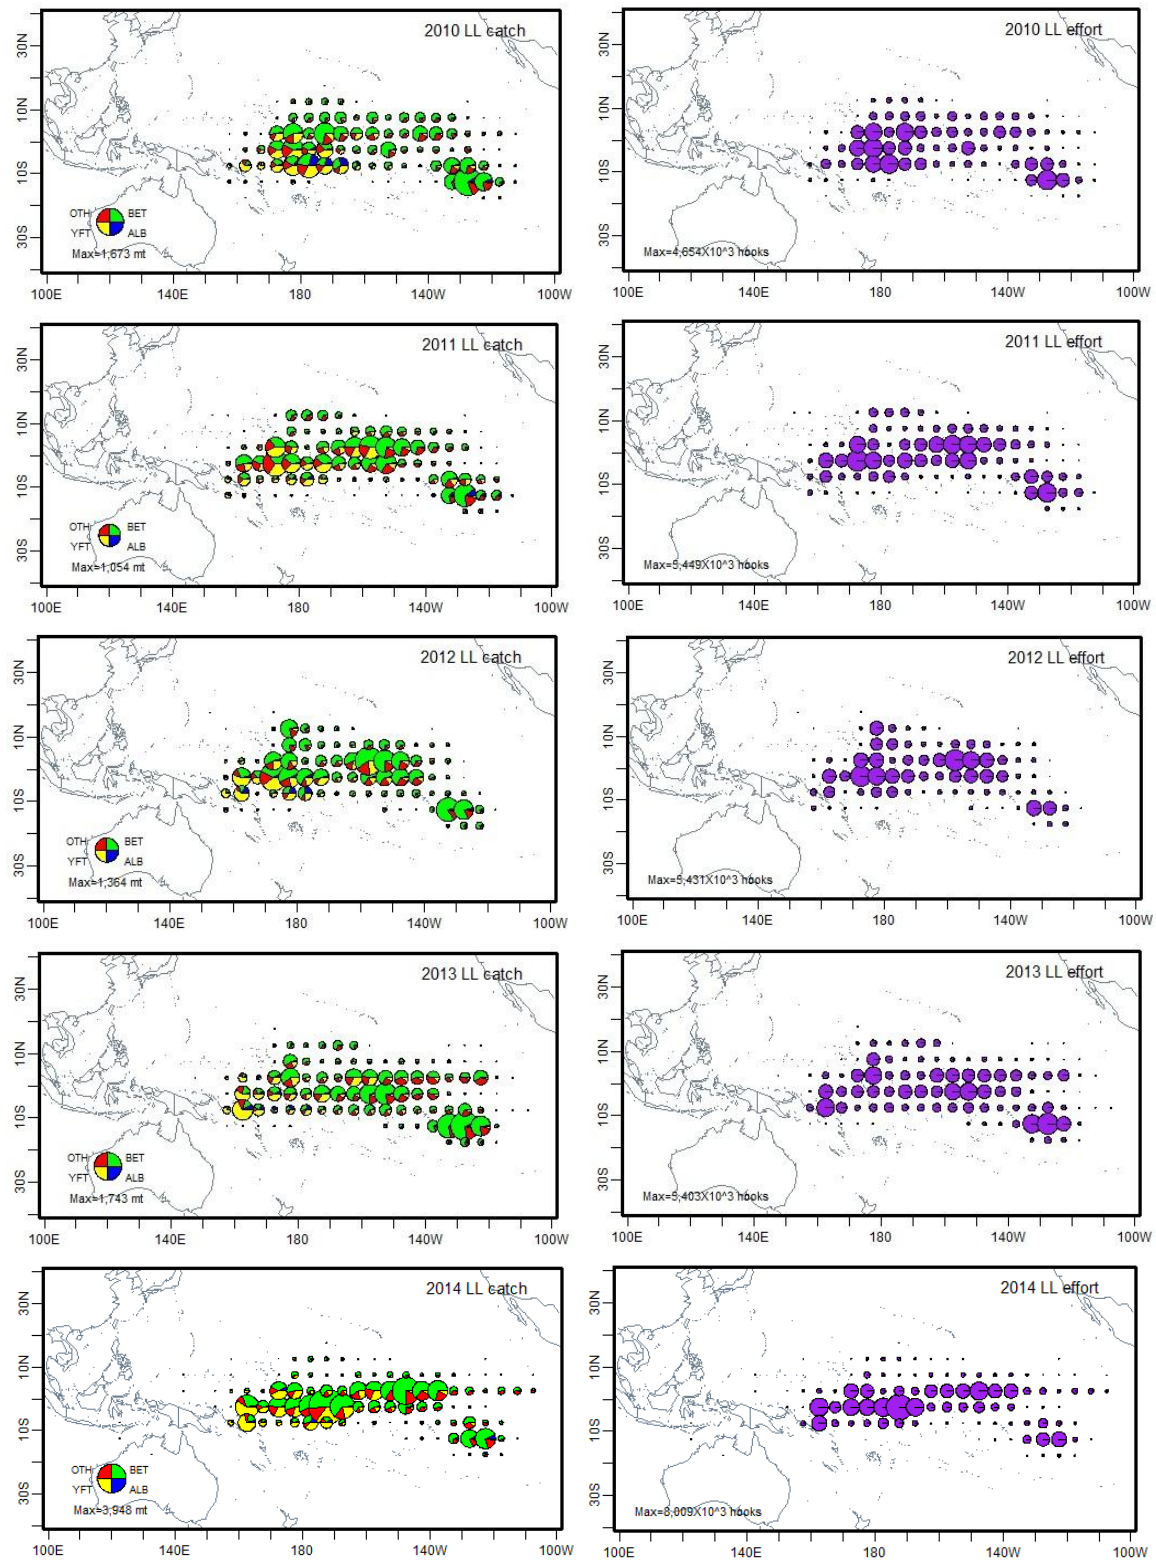 2010 LL catch
30N
10N
10S
30S
OTH BET
YFT ALB
Max=1,673 mt
100E 140E 180 140W 100W
2010 LL effort
30N
10N
10S
30S
Max=4,654X10^3 hooks
100E 140E 180 140W 100W
2011 LL catch
30N
10N
10S
30S
OTH BET
YFT ALB
Max=1,054 mt
100E 140E 180 140W 100W
2011 LL effort
30N
10N
10S
30S
Max=5,449X10^3 hooks
100E 140E 180 140W 100W
2012 LL catch
30N
10N
10S
30S
OTH BET
YFT ALB
Max=1,364 mt
100E 140E 180 140W 100W
2012 LL effort
30N
10N
10S
30S
Max=5,431X10^3 hooks
100E 140E 180 140W 100W
2013 LL catch
30N
10N
10S
30S
OTH BET
YFT ALB
Max=1,743 mt
100E 140E 180 140W 100W
2013 LL effort
30N
10N
10S
30S
Max=5,403X10^3 hooks
100E 140E 180 140W 100W
2014 LL catch
30N
10N
10S
30S
OTH BET
YFT ALB
Max=3,948 mt
100E 140E 180 140W 100W
2014 LL effort
30N
10N
10S
30S
Max=8,009X10^3 hooks
100E 140E 180 140W 100W